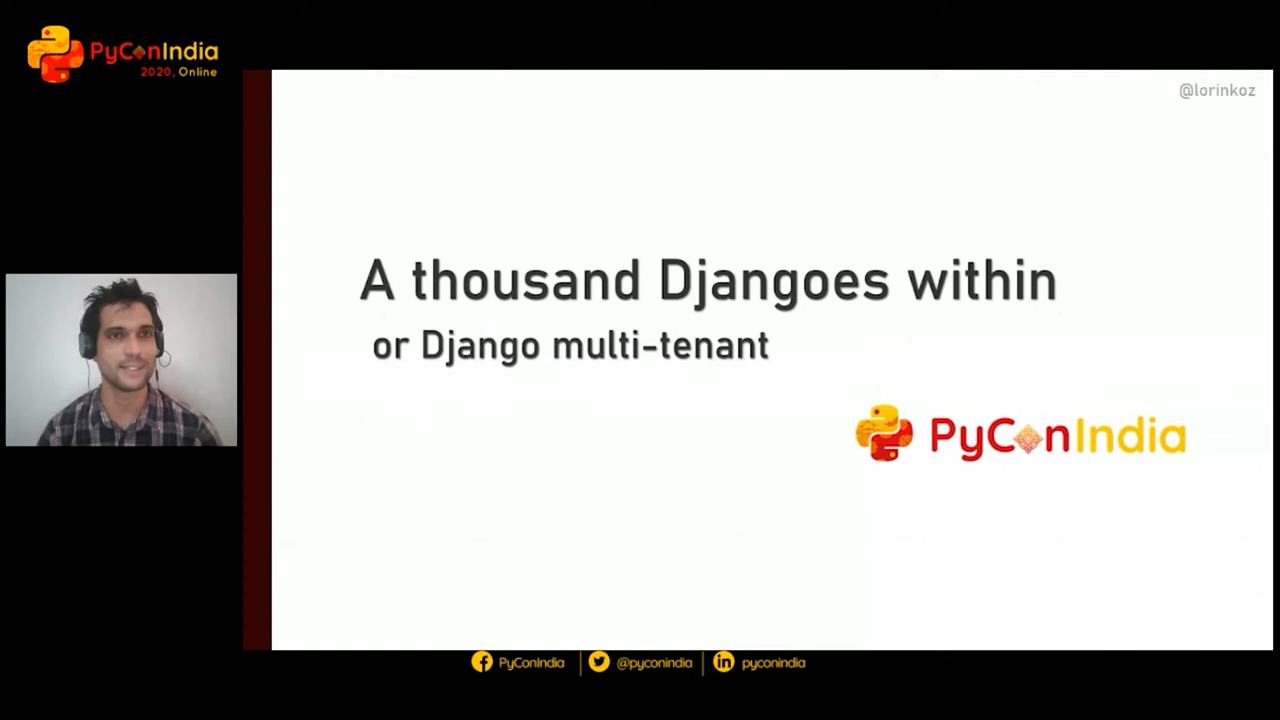 PyConIndia
2020, Online
@lorinkoz
A thousand Djangoes within
or Django multi-tenant
PyConIndia
PyConIndia
@pyconindia
pyconindia